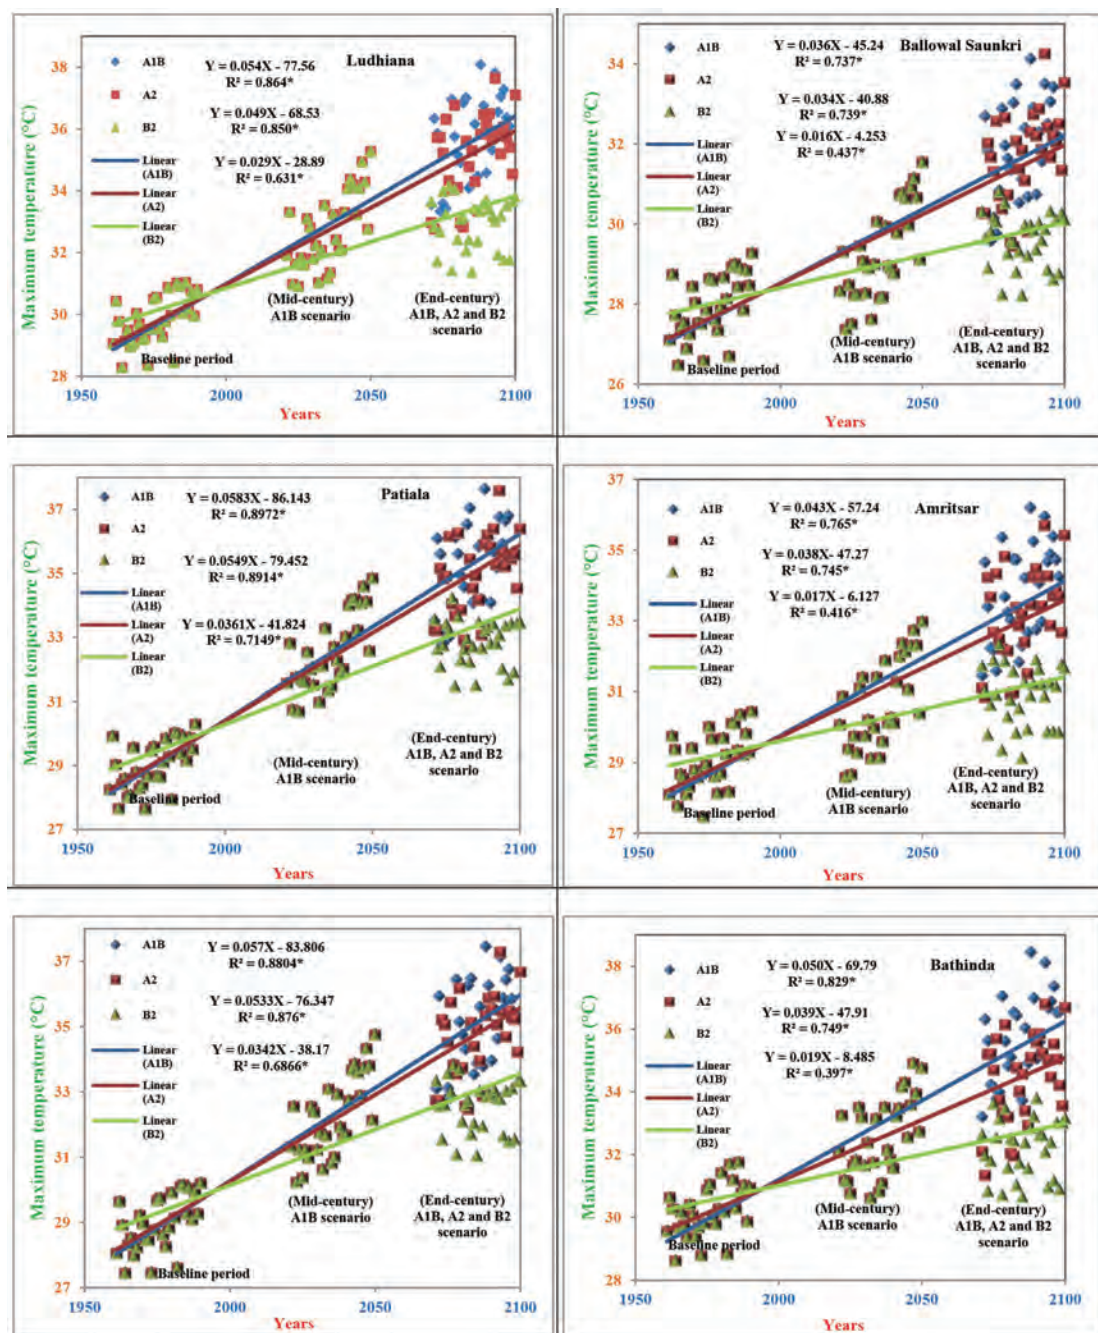 A1B
A2
B2
Linear
(A1B)
Linear
(A2)
Linear
(B2)
Y = 0.054X - 77.56
R² = 0.864*
Y = 0.049X - 68.53
R² = 0.850*
Y = 0.029X - 28.89
R² = 0.631*
Ludhiana
Maximum temperature (°C)
38
36
34
32
30
28
Baseline period
(Mid-century)
A1B scenario
(End-century)
A1B, A2 and B2
scenario
1950
2000
2050
2100
Years
A1B
A2
B2
Linear
(A1B)
Linear
(A2)
Linear
(B2)
Y = 0.036X - 45.24
R² = 0.737*
Y = 0.034X - 40.88
R² = 0.739*
Y = 0.016X - 4.253
R² = 0.437*
Ballowal Saunkri
Maximum temperature (°C)
34
32
30
28
26
Baseline period
(Mid-century)
A1B scenario
(End-century)
A1B, A2 and B2
scenario
1950
2000
2050
2100
Years
A1B
A2
B2
Linear
(A1B)
Linear
(A2)
Linear
(B2)
Y = 0.0583X - 86.143
R² = 0.8972*
Y = 0.0549X - 79.452
R² = 0.8914*
Y = 0.0361X - 41.824
R² = 0.7149*
Patiala
Maximum temperature (°C)
37
35
33
31
29
27
Baseline period
(Mid-century)
A1B scenario
(End-century)
A1B, A2 and B2
scenario
1950
2000
2050
2100
Years
A1B
A2
B2
Linear
(A1B)
Linear
(A2)
Linear
(B2)
Y = 0.043X - 57.24
R² = 0.765*
Y = 0.038X- 47.27
R² = 0.745*
Y = 0.017X - 6.127
R² = 0.416*
Amritsar
Maximum temperature (°C)
37
35
33
31
29
27
Baseline period
(Mid-century)
A1B scenario
(End-century)
A1B, A2 and B2
scenario
1950
2000
2050
2100
Years
A1B
A2
B2
Linear
(A1B)
Linear
(A2)
Linear
(B2)
Y = 0.057X - 83.806
R² = 0.8804*
Y = 0.0533X - 76.347
R² = 0.876*
Y = 0.0342X - 38.17
R² = 0.6866*
Maximum temperature (°C)
37
35
33
31
29
27
Baseline period
(Mid-century)
A1B scenario
(End-century)
A1B, A2 and B2
scenario
1950
2000
2050
2100
Years
A1B
A2
B2
Linear
(A1B)
Linear
(A2)
Linear
(B2)
Y = 0.050X - 69.79
R² = 0.829*
Y = 0.039X - 47.91
R² = 0.749*
Y = 0.019X - 8.485
R² = 0.397*
Bathinda
Maximum temperature (°C)
38
36
34
32
30
28
Baseline period
(Mid-century)
A1B scenario
(End-century)
A1B, A2 and B2
scenario
1950
2000
2050
2100
Years